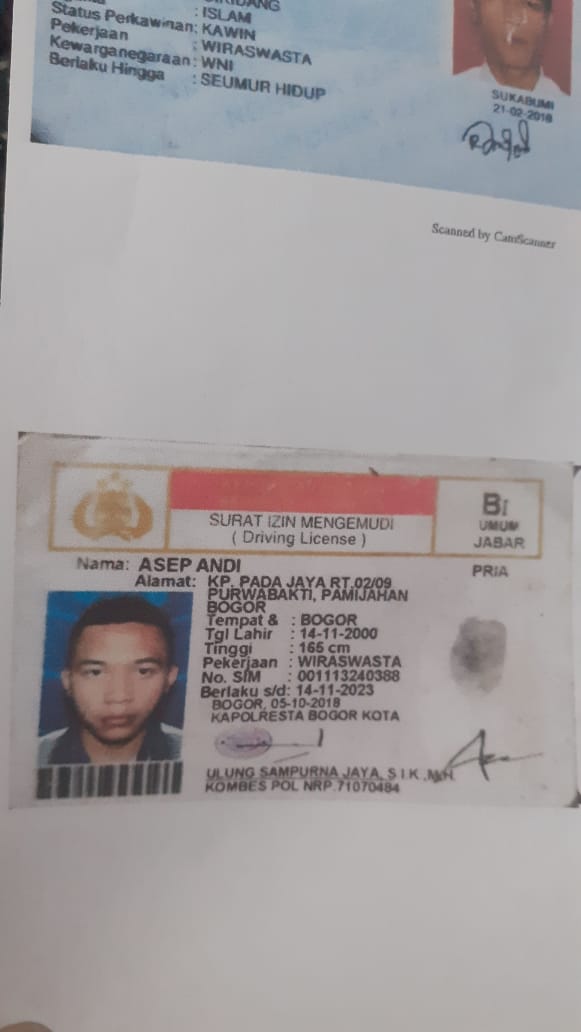 : ISLAM
Status Perkawinan: KAWIN
Pekerjaan : WIRASWASTA
Kewarganegaraan: WNI
Berlaku Hingga : SEUMUR HIDUP
SUKABUMI
21-02-2018
Scanned by CamScanner
SURAT IZIN MENGEMUDI
( Driving License )
BI
UMUM
JABAR
Nama: ASEP ANDI
PRIA
Alamat: KP. PADA JAYA RT.02/09
PURWABAKTI, PAMIJAHAN
BOGOR
Tempat & : BOGOR
Tgl Lahir : 14-11-2000
Tinggi : 165 cm
Pekerjaan : WIRASWASTA
No. SIM : 001113240388
Berlaku s/d: 14-11-2023
BOGOR, 05-10-2018
KAPOLRESTA BOGOR KOTA
ULUNG SAMPURNA JAYA, S I K ,M.H.
KOMBES POL NRP.71070484